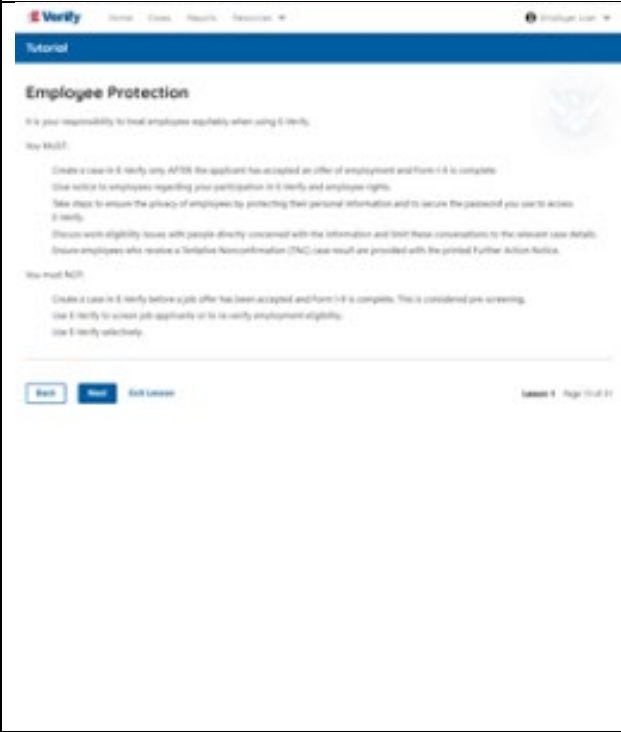 E-Verify Home Cases Reports Resources Employer User
Tutorial
Employee Protection
It is your responsibility to treat employees equitably when using E-Verify.
You MUST:
Create a case in E-Verify only AFTER the applicant has accepted an offer of employment and Form I-9 is complete.
Give notice to employees regarding your participation in E-Verify and employee rights.
Take steps to ensure the privacy of employees by protecting their personal information and to secure the password you use to access
E-Verify.
Discuss work eligibility issues with people directly concerned with the information and limit these conversations to the relevant case details.
Ensure employees who receive a Tentative Nonconfirmation (TNC) case result are provided with the printed Further Action Notice.
You must NOT:
Create a case in E-Verify before a job offer has been accepted and Form I-9 is complete. This is considered pre-screening.
Use E-Verify to screen job applicants or to re-verify employment eligibility.
Use E-Verify selectively.
Back Next Exit Lesson Lesson 1 Page of 31